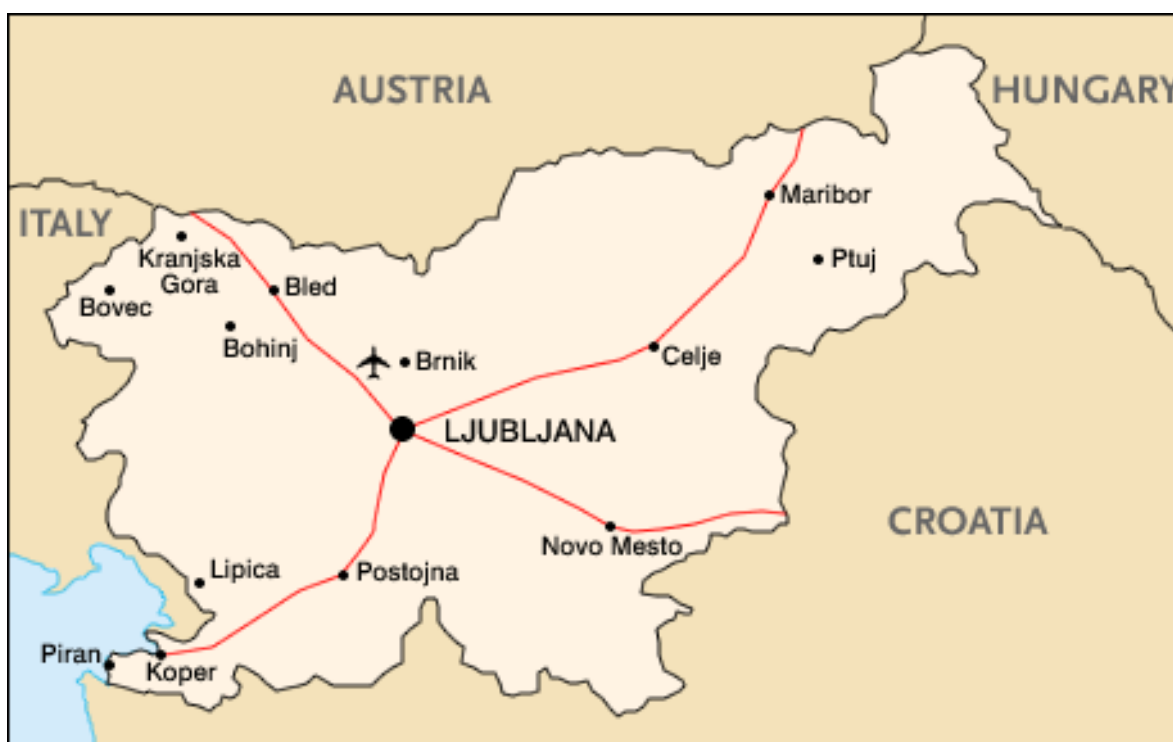 AUSTRIA
HUNGARY
ITALY
Maribor
Kranjska
Gora
Ptuj
Bled
Bovec
Bohinj
Celje
Brnik
LJUBLJANA
CROATIA
Novo Mesto
Lipica
Postojna
Piran
Koper